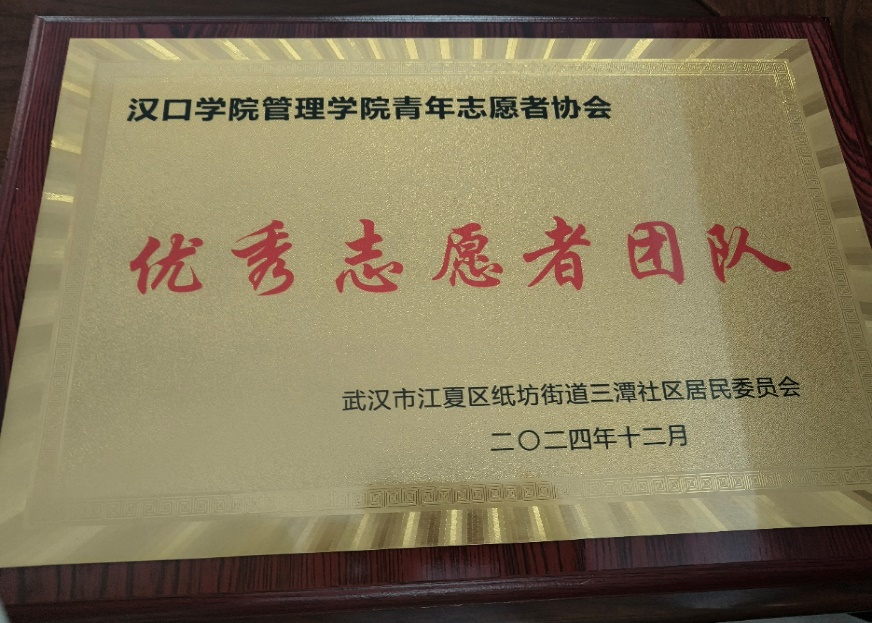 汉口学院管理学院青年志愿者协会
优秀志愿者团队
武汉市江夏区纸坊街道三潭社区居民委员会
二〇二四年十二月